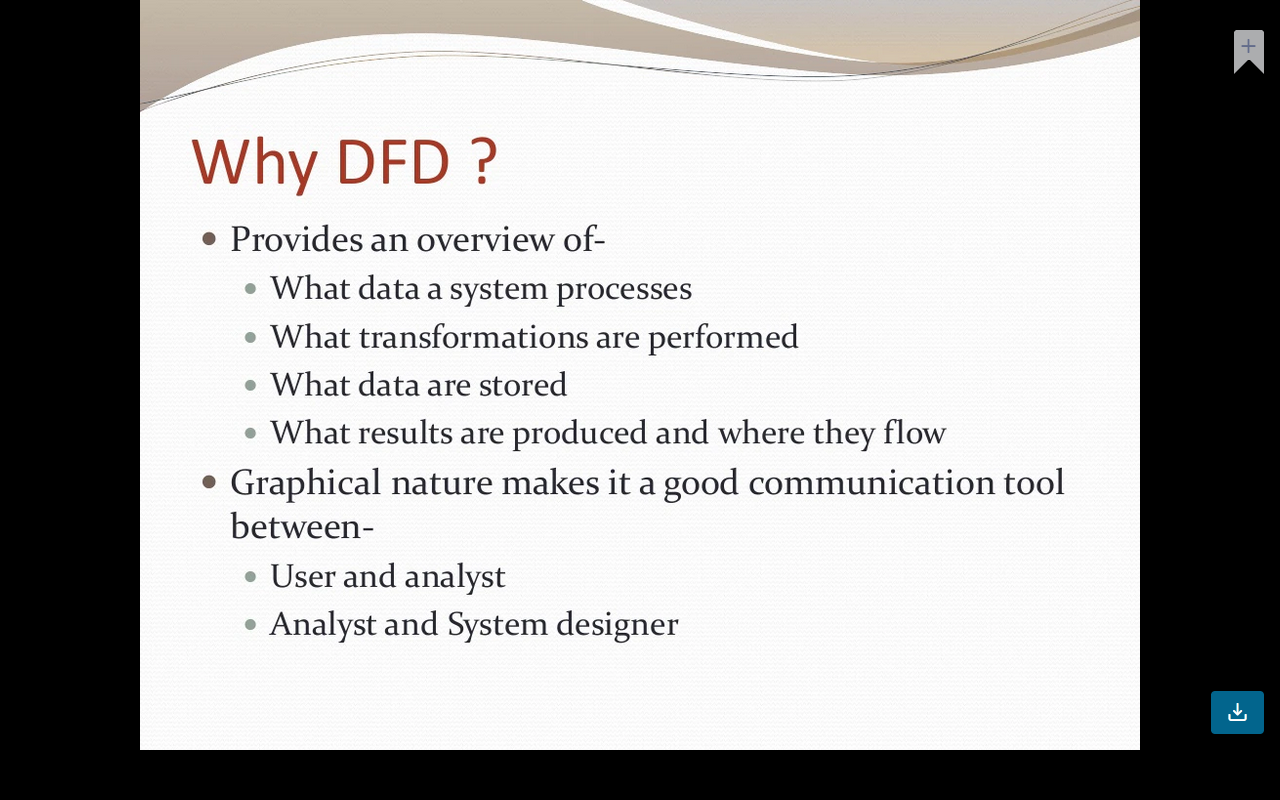 Why DFD ?
Provides an overview of-
What data a system processes
What transformations are performed
What data are stored
What results are produced and where they flow
Graphical nature makes it a good communication tool
between-
User and analyst
Analyst and System designer